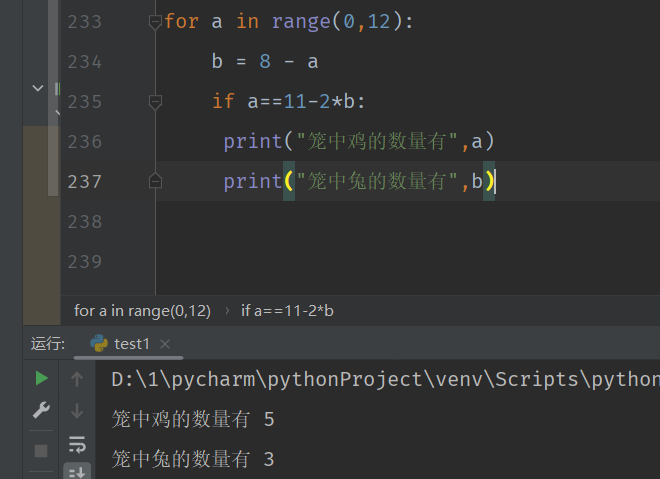 233 for a in range(0,12):
234 b = 8 - a
235 if a==11-2*b:
236 print("笼中鸡的数量有",a)
237 print("笼中兔的数量有",b)
238
239
for a in range(0,12) › if a==11-2*b
运行: test1 ×
D:\1\pycharm\pythonProject\venv\Scripts\python
笼中鸡的数量有 5
笼中兔的数量有 3